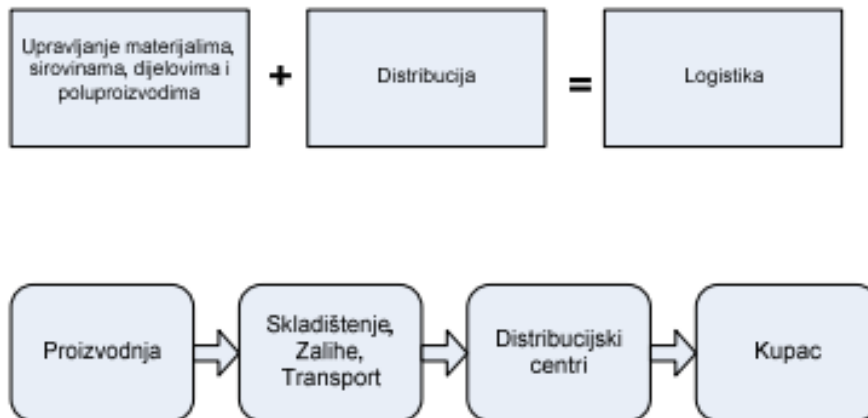 Upravljanje materijalima,
sirovinama, dijelovima i
poluproizvodima
+
Distribucija
=
Logistika
Proizvodnja
Skladištenje,
Zalihe,
Transport
Distribucijski
centri
Kupac